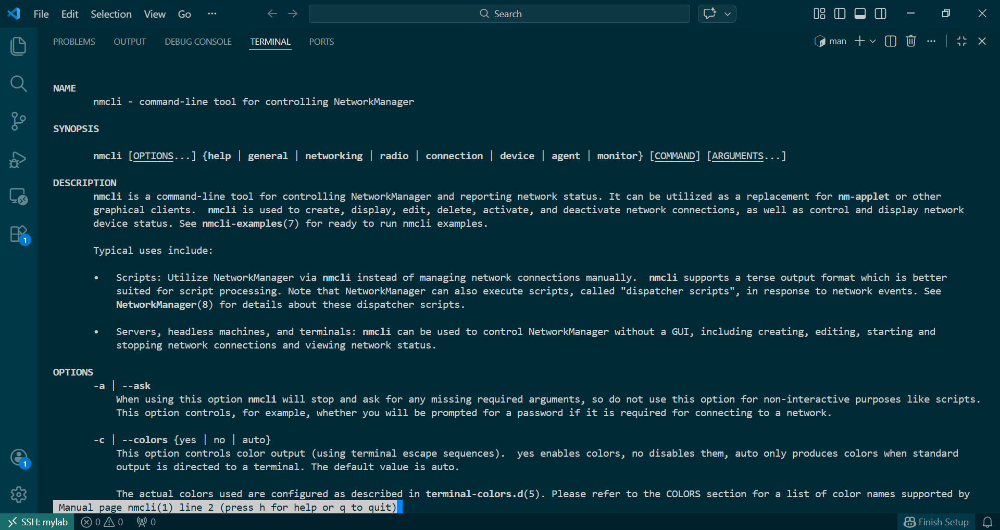 File Edit Selection View Go ··· Search
PROBLEMS OUTPUT DEBUG CONSOLE TERMINAL PORTS man
NAME
nmcli - command-line tool for controlling NetworkManager
SYNOPSIS
nmcli [OPTIONS...] {help | general | networking | radio | connection | device | agent | monitor} [COMMAND] [ARGUMENTS...]
DESCRIPTION
nmcli is a command-line tool for controlling NetworkManager and reporting network status. It can be utilized as a replacement for nm-applet or other
graphical clients.  nmcli is used to create, display, edit, delete, activate, and deactivate network connections, as well as control and display network
device status. See nmcli-examples(7) for ready to run nmcli examples.
Typical uses include:
•   Scripts: Utilize NetworkManager via nmcli instead of managing network connections manually.  nmcli supports a terse output format which is better
suited for script processing. Note that NetworkManager can also execute scripts, called "dispatcher scripts", in response to network events. See
NetworkManager(8) for details about these dispatcher scripts.
•   Servers, headless machines, and terminals: nmcli can be used to control NetworkManager without a GUI, including creating, editing, starting and
stopping network connections and viewing network status.
OPTIONS
-a | --ask
When using this option nmcli will stop and ask for any missing required arguments, so do not use this option for non-interactive purposes like scripts.
This option controls, for example, whether you will be prompted for a password if it is required for connecting to a network.
-c | --colors {yes | no | auto}
This option controls color output (using terminal escape sequences).  yes enables colors, no disables them, auto only produces colors when standard
output is directed to a terminal. The default value is auto.
The actual colors used are configured as described in terminal-colors.d(5). Please refer to the COLORS section for a list of color names supported by
Manual page nmcli(1) line 2 (press h for help or q to quit)
1
1
SSH: mylab 0 0 0 Finish Setup